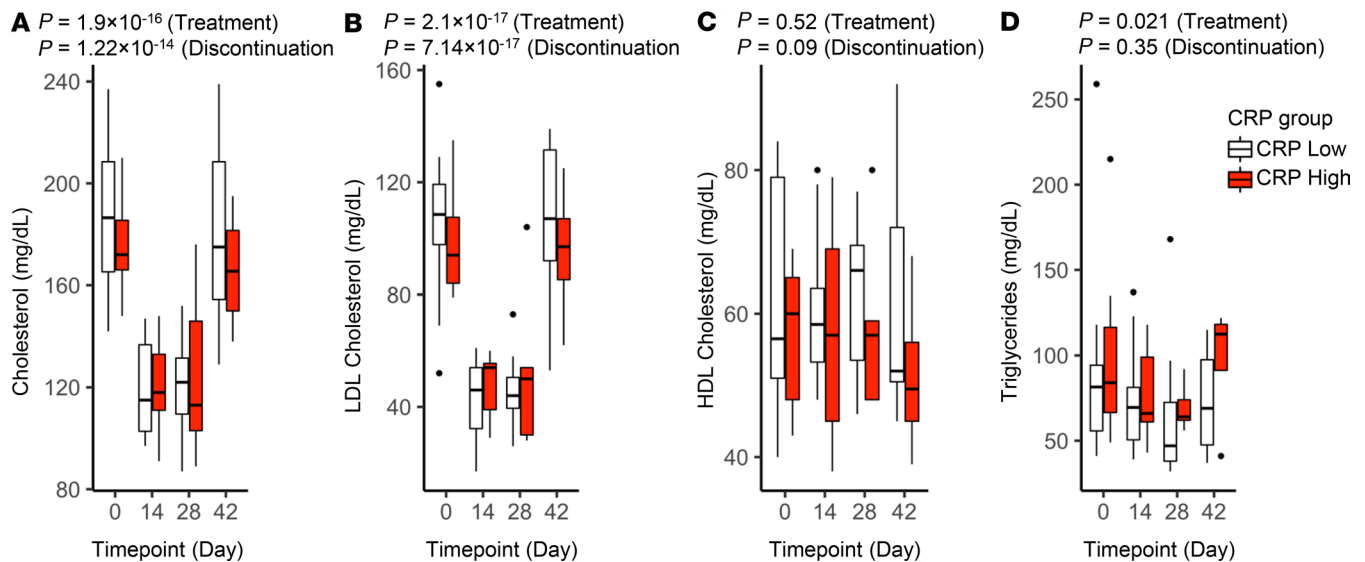 A
P = 1.9×10⁻¹⁶ (Treatment)
P = 1.22×10⁻¹⁴ (Discontinuation
Cholesterol (mg/dL)
240
200
160
120
80
0 14 28 42
Timepoint (Day)
B
P = 2.1×10⁻¹⁷ (Treatment)
P = 7.14×10⁻¹⁷ (Discontinuation
LDL Cholesterol (mg/dL)
160
120
80
40
0 14 28 42
Timepoint (Day)
C
P = 0.52 (Treatment)
P = 0.09 (Discontinuation)
HDL Cholesterol (mg/dL)
80
60
40
0 14 28 42
Timepoint (Day)
D
P = 0.021 (Treatment)
P = 0.35 (Discontinuation)
Triglycerides (mg/dL)
250
200
150
100
50
0 14 28 42
Timepoint (Day)
CRP group
CRP Low
CRP High